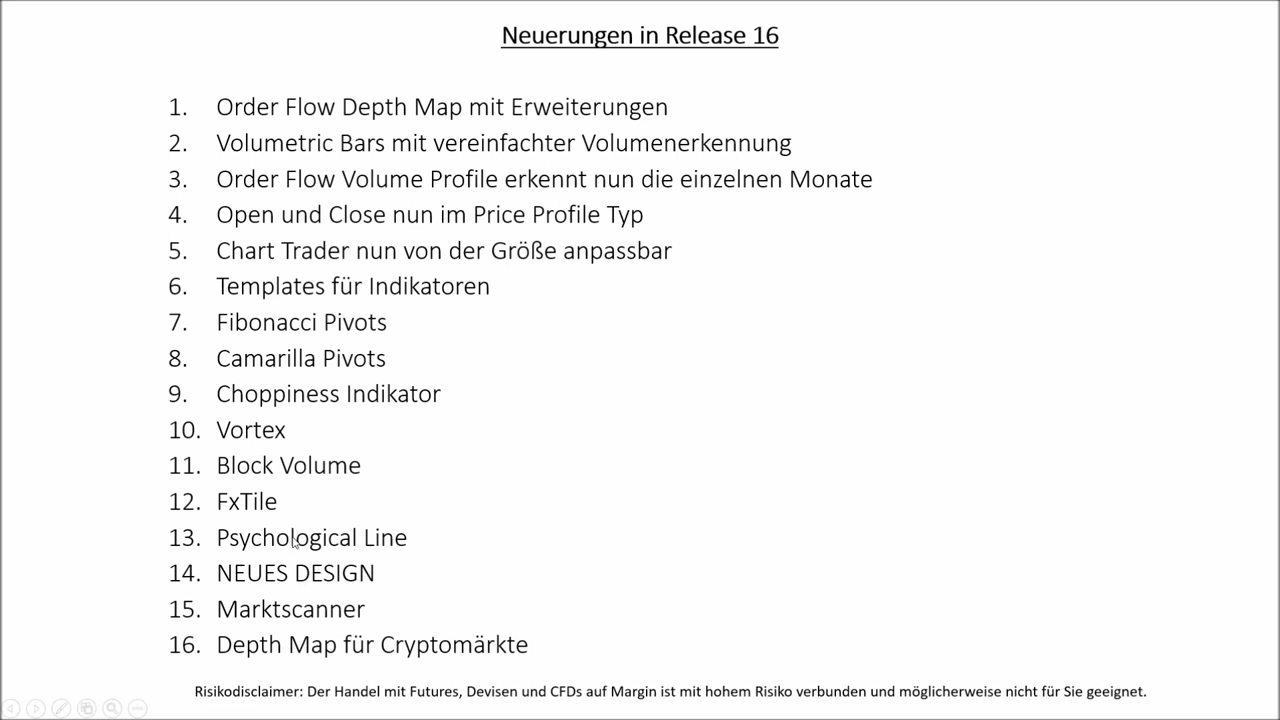 Neuerungen in Release 16
1. Order Flow Depth Map mit Erweiterungen
2. Volumetric Bars mit vereinfachter Volumenerkennung
3. Order Flow Volume Profile erkennt nun die einzelnen Monate
4. Open und Close nun im Price Profile Typ
5. Chart Trader nun von der Größe anpassbar
6. Templates für Indikatoren
7. Fibonacci Pivots
8. Camarilla Pivots
9. Choppiness Indikator
10. Vortex
11. Block Volume
12. FxTile
13. Psychological Line
14. NEUES DESIGN
15. Marktscanner
16. Depth Map für Cryptomärkte
Risikodisclaimer: Der Handel mit Futures, Devisen und CFDs auf Margin ist mit hohem Risiko verbunden und möglicherweise nicht für Sie geeignet.